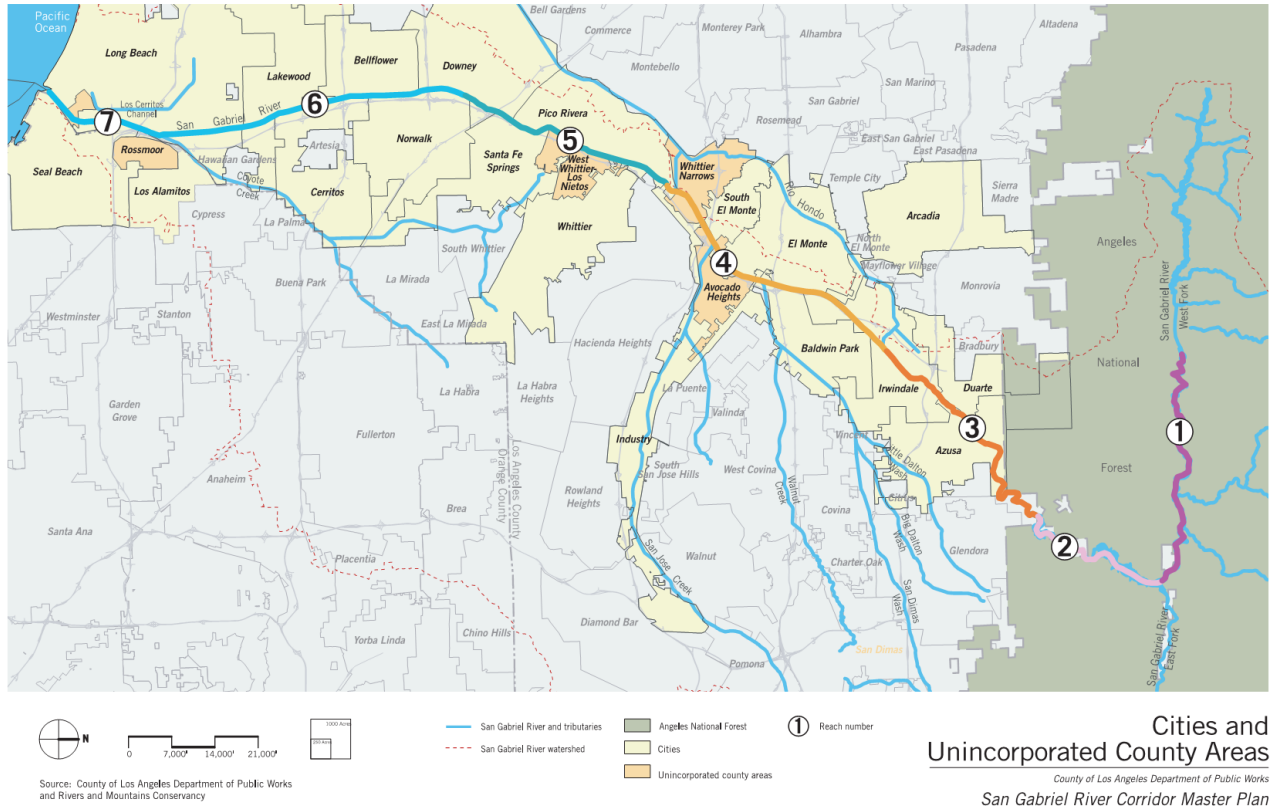 Pacific
Ocean
Bell Gardens
Commerce
Monterey Park
Alhambra
Altadena
Pasadena
Long Beach
Bellflower
Downey
Montebello
San Marino
Lakewood
Los Cerritos
Channel
San Gabriel River
6
Pico Rivera
San Gabriel
Rosemead
East San Gabriel
East Pasadena
7
5
Rossmoor
Hawaiian Gardens
Artesia
Norwalk
Santa Fe
Springs
West
Whittier
Los
Nietos
Whittier
Narrows
Temple City
Sierra
Madre
Seal Beach
Los Alamitos
Coyote
Creek
Cerritos
South
El Monte
Rio Hondo
Arcadia
Cypress
La Palma
Whittier
El Monte
North
El Monte
Mayflower Village
Angeles
South Whittier
4
Buena Park
La Mirada
Avocado
Heights
Monrovia
San Gabriel River
West Fork
Westminster
Stanton
East La Mirada
Hacienda Heights
Baldwin Park
Bradbury
National
La Habra
La Habra
Heights
La Puente
Irwindale
Duarte
Garden
Grove
Valinda
3
1
Fullerton
Industry
Vincent
Azusa
Los Angeles County
Orange County
South
San Jose Hills
West Covina
Little Dalton
Wash
Forest
Anaheim
Rowland
Heights
Walnut
Creek
Citrus
Santa Ana
Brea
Covina
Big Dalton
Wash
2
Placentia
San Jose
Creek
Walnut
Charter Oak
Glendora
San Dimas
Wash
Diamond Bar
Yorba Linda
Chino Hills
San Dimas
Pomona
San Gabriel River
East Fork
N
0 7,000' 14,000' 21,000'
1000 Acre
San Gabriel River and tributaries
San Gabriel River watershed
Angeles National Forest
Cities
Unincorporated county areas
1 Reach number
Source: County of Los Angeles Department of Public Works
and Rivers and Mountains Conservancy
Cities and
Unincorporated County Areas
County of Los Angeles Department of Public Works
San Gabriel River Corridor Master Plan